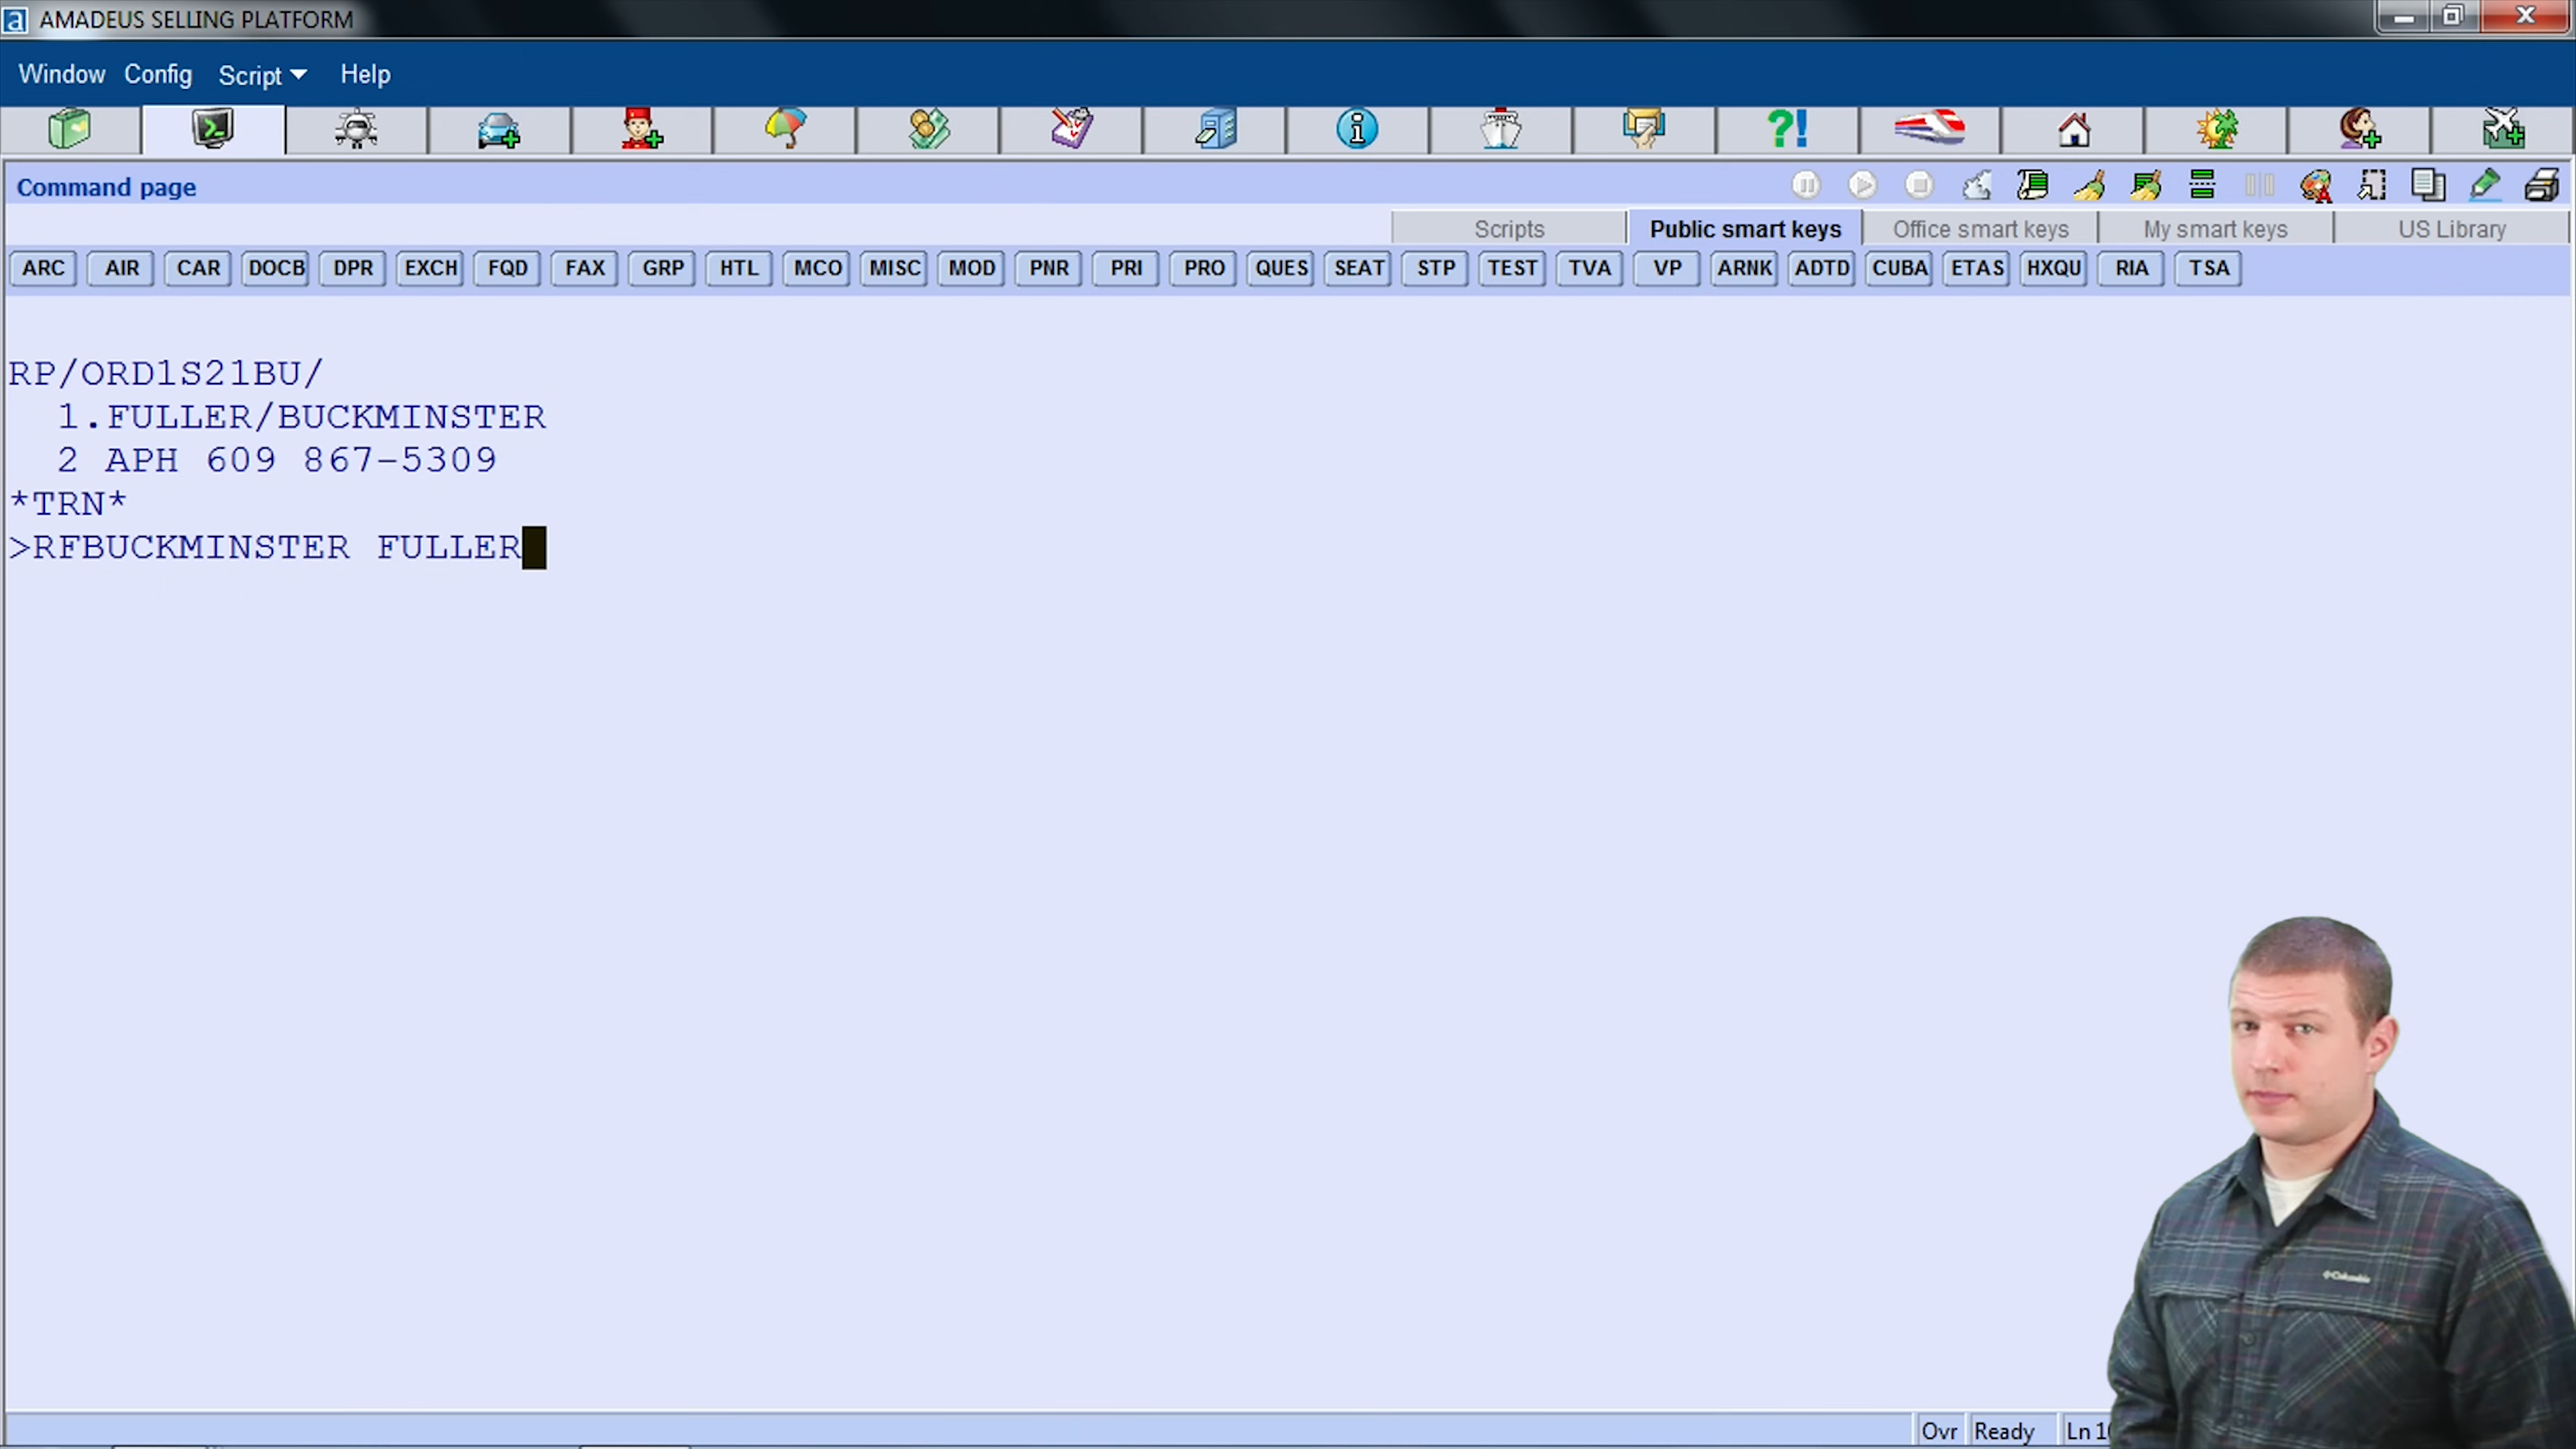 AMADEUS SELLING PLATFORM
Window Config Script Help
Command page
Scripts Public smart keys Office smart keys My smart keys US Library
ARC AIR CAR DOCB DPR EXCH FQD FAX GRP HTL MCO MISC MOD PNR PRI PRO QUES SEAT STP TEST TVA VP ARNK ADTD CUBA ETAS HXQU RIA TSA
RP/ORD1S21BU/
1.FULLER/BUCKMINSTER
2 APH 609 867-5309
*TRN*
>RFBUCKMINSTER FULLER
Columbia
Ovr Ready Ln